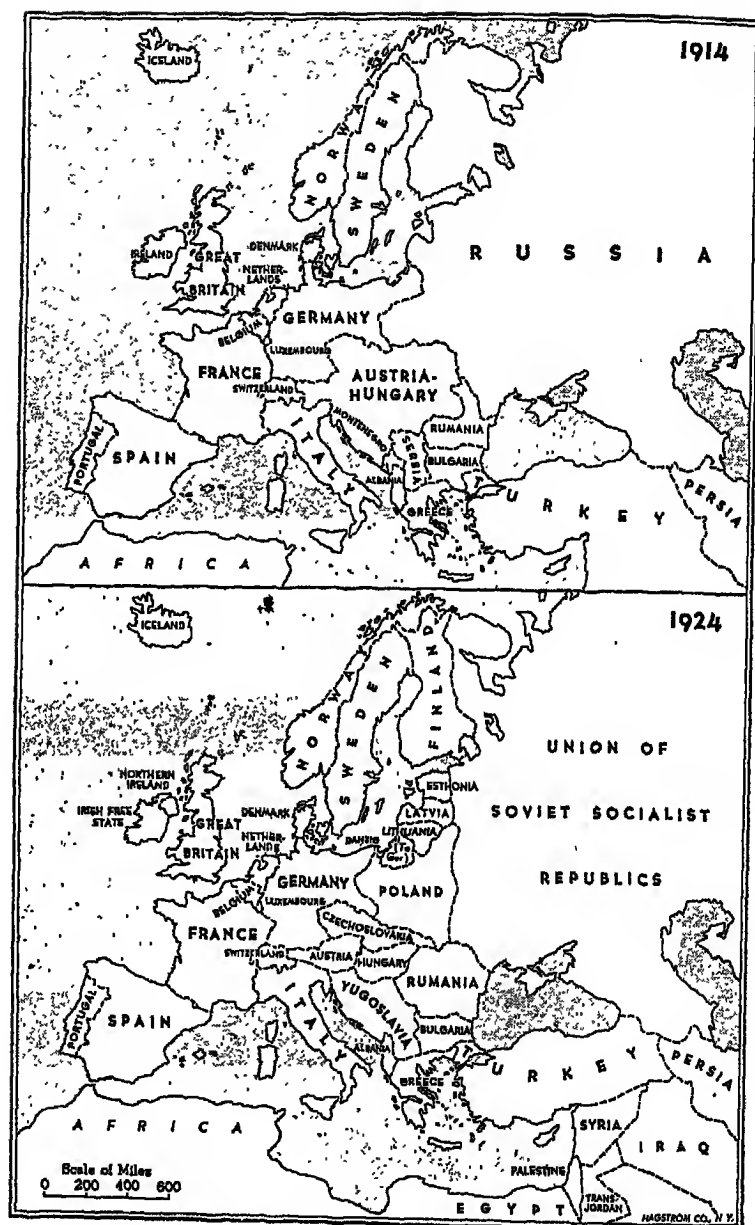 1914
ICELAND
NORWAY
SWEDEN
RUSSIA
IRELAND
GREAT
BRITAIN
DENMARK
NETHER-
LANDS
BELGIUM
GERMANY
LUXEMBOURG
FRANCE
SWITZERLAND
AUSTRIA-
HUNGARY
MONTENEGRO
SERBIA
RUMANIA
BULGARIA
ITALY
ALBANIA
GREECE
TURKEY
PERSIA
PORTUGAL
SPAIN
AFRICA
1924
ICELAND
NORWAY
SWEDEN
FINLAND
UNION OF
SOVIET SOCIALIST
REPUBLICS
ESTHONIA
LATVIA
LITHUANIA
NORTHERN
IRELAND
IRISH FREE
STATE
GREAT
BRITAIN
DENMARK
NETHER-
LANDS
DANZIG
(To
Ger)
BELGIUM
GERMANY
LUXEMBOURG
POLAND
CZECHOSLOVAKIA
FRANCE
SWITZERLAND
AUSTRIA
HUNGARY
RUMANIA
ITALY
YUGOSLAVIA
BULGARIA
ALBANIA
GREECE
TURKEY
PERSIA
PORTUGAL
SPAIN
AFRICA
SYRIA
IRAQ
PALESTINE
TRANS-
JORDAN
EGYPT
Scale of Miles
0 200 400 600
HAGSTROM CO., N.Y.